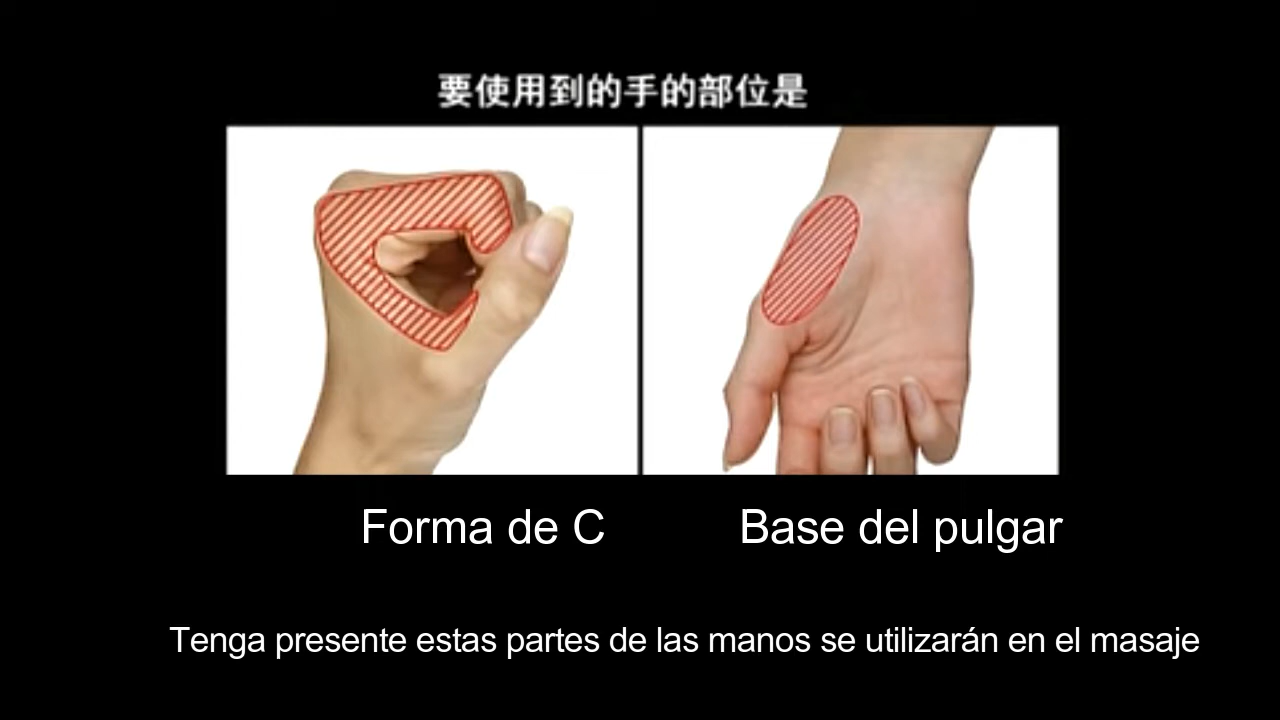 要使用到的手的部位是
Forma de C
Base del pulgar
Tenga presente estas partes de las manos se utilizarán en el masaje